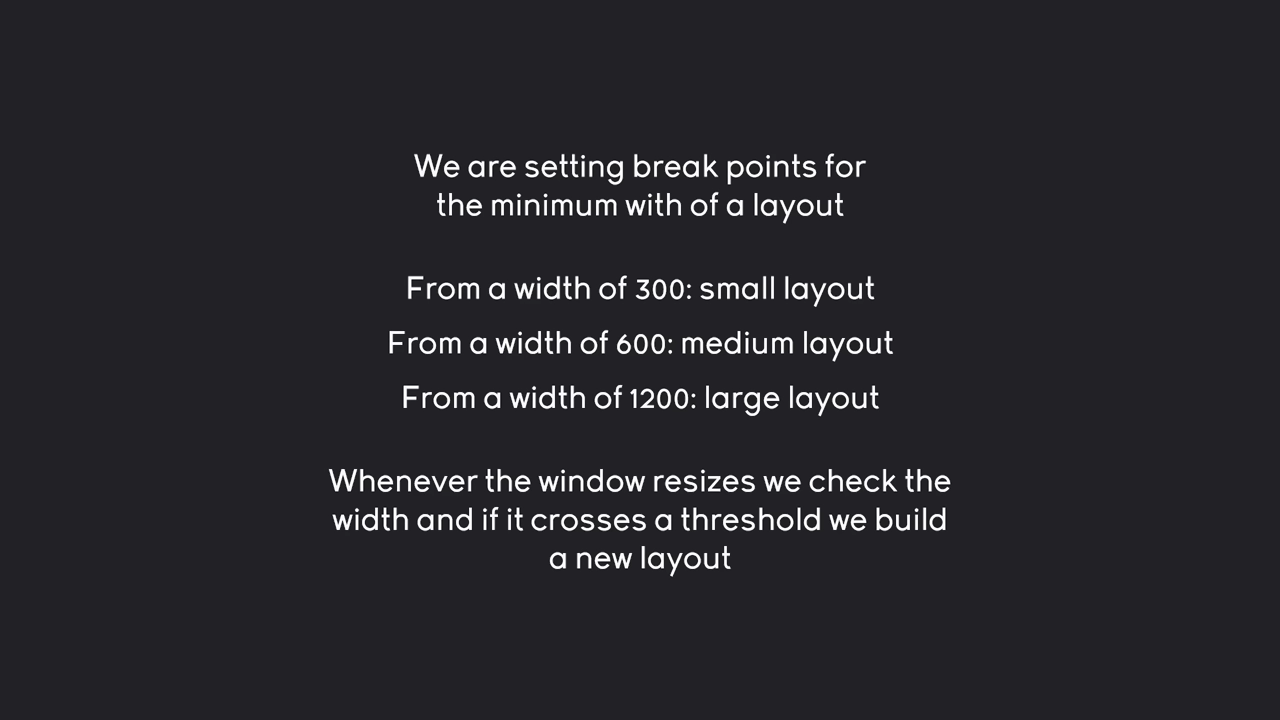 We are setting break points for
the minimum with of a layout
From a width of 300: small layout
From a width of 600: medium layout
From a width of 1200: large layout
Whenever the window resizes we check the
width and if it crosses a threshold we build
a new layout